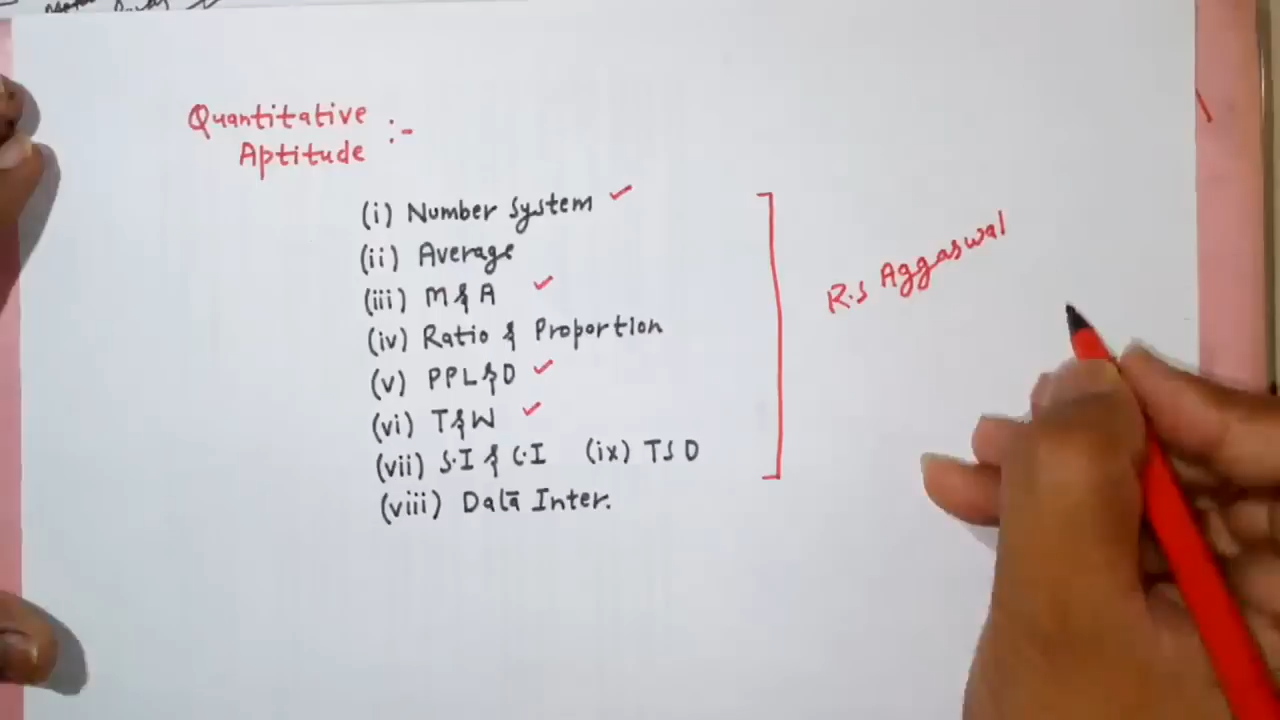 Quantitative
Aptitude :-
(i) Number System ✓
(ii) Average
(iii) M & A ✓
(iv) Ratio & Proportion
(v) PPL & D ✓
(vi) T & W ✓
(vii) S.I & C.I (ix) TSD
(viii) Data Inter.
R.S Aggarwal